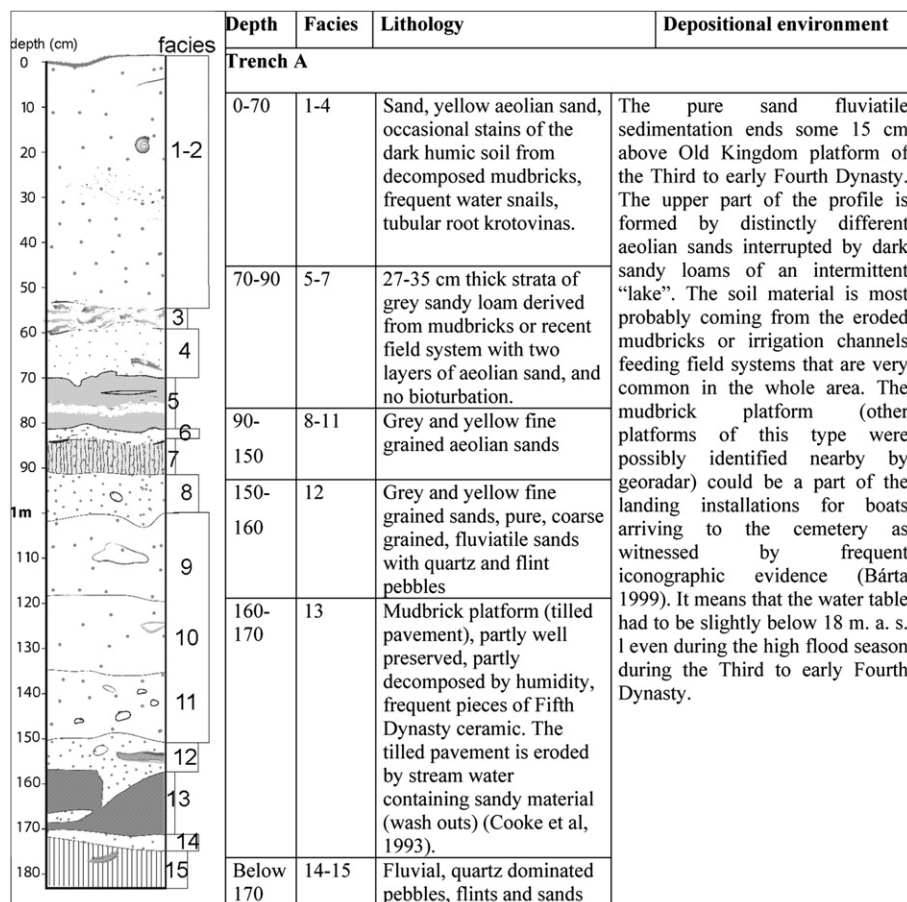 depth (cm)
facies
0
10
20
30
40
50
60
70
80
90
1m
110
120
130
140
150
160
170
180
1-2
3
4
5
6
7
8
9
10
11
12
13
14
15
Depth Facies Lithology Depositional environment
Trench A
0-70 1-4
Sand, yellow aeolian sand,
occasional stains of the
dark humic soil from
decomposed mudbricks,
frequent water snails,
tubular root krotovinas.
70-90 5-7
27-35 cm thick strata of
grey sandy loam derived
from mudbricks or recent
field system with two
layers of aeolian sand, and
no bioturbation.
90-
150
8-11
Grey and yellow fine
grained aeolian sands
150-
160
12
Grey and yellow fine
grained sands, pure, coarse
grained, fluviatile sands
with quartz and flint
pebbles
160-
170
13
Mudbrick platform (tilled
pavement), partly well
preserved, partly
decomposed by humidity,
frequent pieces of Fifth
Dynasty ceramic. The
tilled pavement is eroded
by stream water
containing sandy material
(wash outs) (Cooke et al,
1993).
Below
170
14-15
Fluvial, quartz dominated
pebbles, flints and sands
The pure sand fluviatile
sedimentation ends some 15 cm
above Old Kingdom platform of
the Third to early Fourth Dynasty.
The upper part of the profile is
formed by distinctly different
aeolian sands interrupted by dark
sandy loams of an intermittent
“lake”. The soil material is most
probably coming from the eroded
mudbricks or irrigation channels
feeding field systems that are very
common in the whole area. The
mudbrick platform (other
platforms of this type were
possibly identified nearby by
georadar) could be a part of the
landing installations for boats
arriving to the cemetery as
witnessed by frequent
iconographic evidence (Bárta
1999). It means that the water table
had to be slightly below 18 m. a. s.
l even during the high flood season
during the Third to early Fourth
Dynasty.